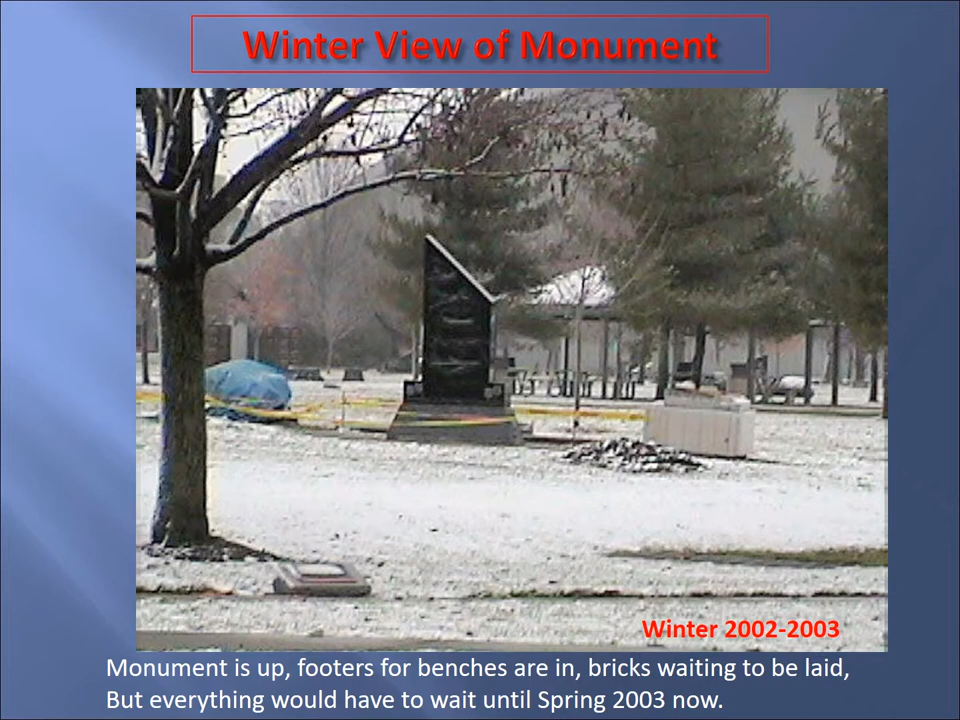 Winter View of Monument
Winter 2002-2003
Monument is up, footers for benches are in, bricks waiting to be laid,
But everything would have to wait until Spring 2003 now.